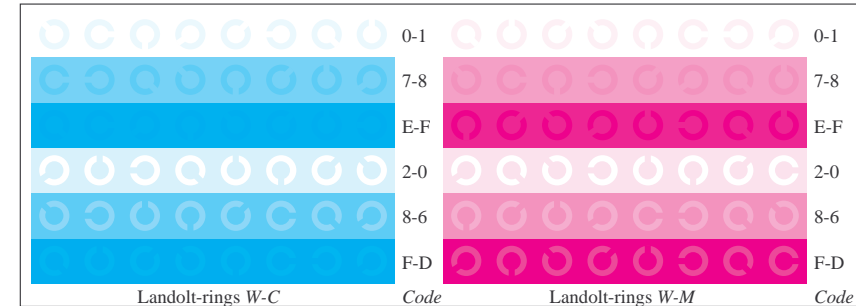 0-1 0-1
7-8 7-8
E-F E-F
2-0 2-0
8-6 8-6
F-D F-D
Landolt-rings W-C Code Landolt-rings W-M Code